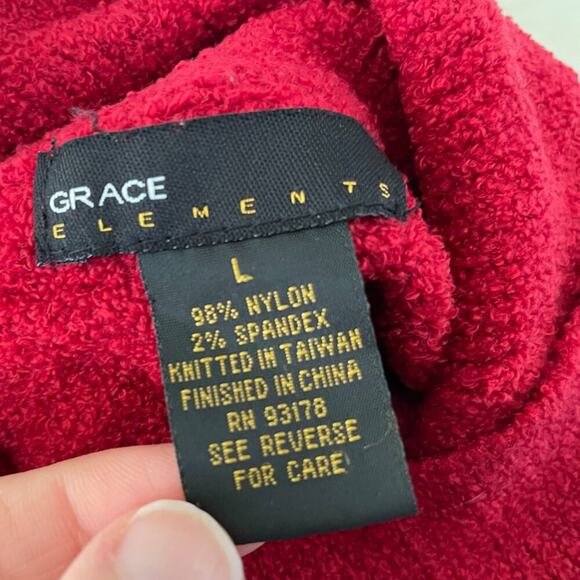 GRACE
ELEMENTS
L
98% NYLON
2% SPANDEX
KNITTED IN TAIWAN
FINISHED IN CHINA
RN 93178
SEE REVERSE
FOR CARE